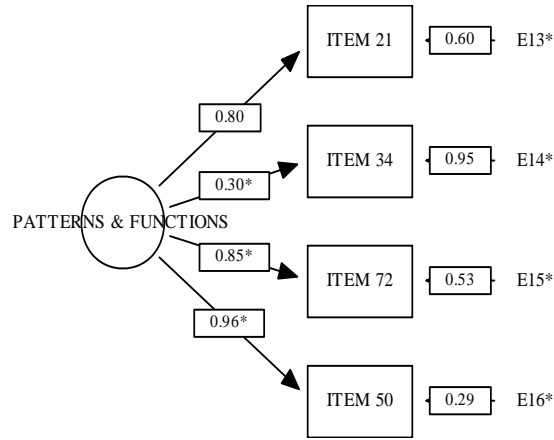 ITEM 21
0.60
E13*
0.80
ITEM 34
0.95
E14*
0.30*
PATTERNS & FUNCTIONS
0.85*
ITEM 72
0.53
E15*
0.96*
ITEM 50
0.29
E16*